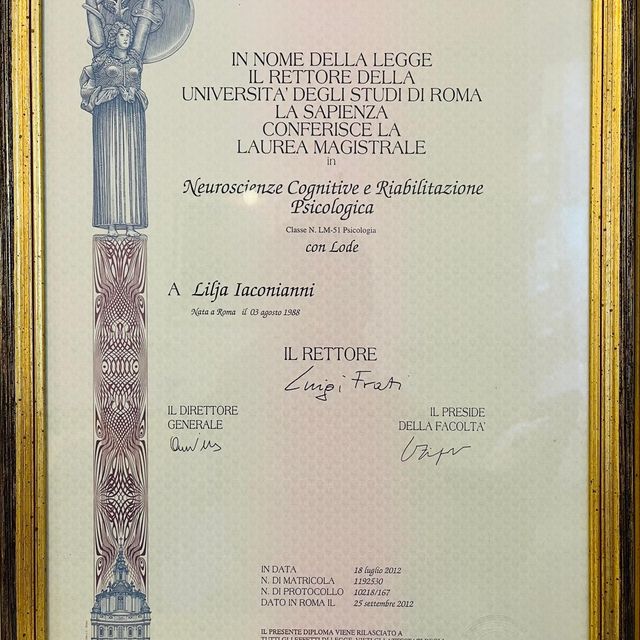 IN NOME DELLA LEGGE
IL RETTORE DELLA
UNIVERSITA' DEGLI STUDI DI ROMA
LA SAPIENZA
CONFERISCE LA
LAUREA MAGISTRALE
in
Neuroscienze Cognitive e Riabilitazione
Psicologica
Classe N. LM-51 Psicologia
con Lode
A Lilja Iaconianni
Nata a Roma il 03 agosto 1988
IL RETTORE
Luigi Frati
IL DIRETTORE
GENERALE
IL PRESIDE
DELLA FACOLTA'
IN DATA 18 luglio 2012
N. DI MATRICOLA 1192530
N. DI PROTOCOLLO 10218/167
DATO IN ROMA IL 25 settembre 2012
IL PRESENTE DIPLOMA VIENE RILASCIATO A